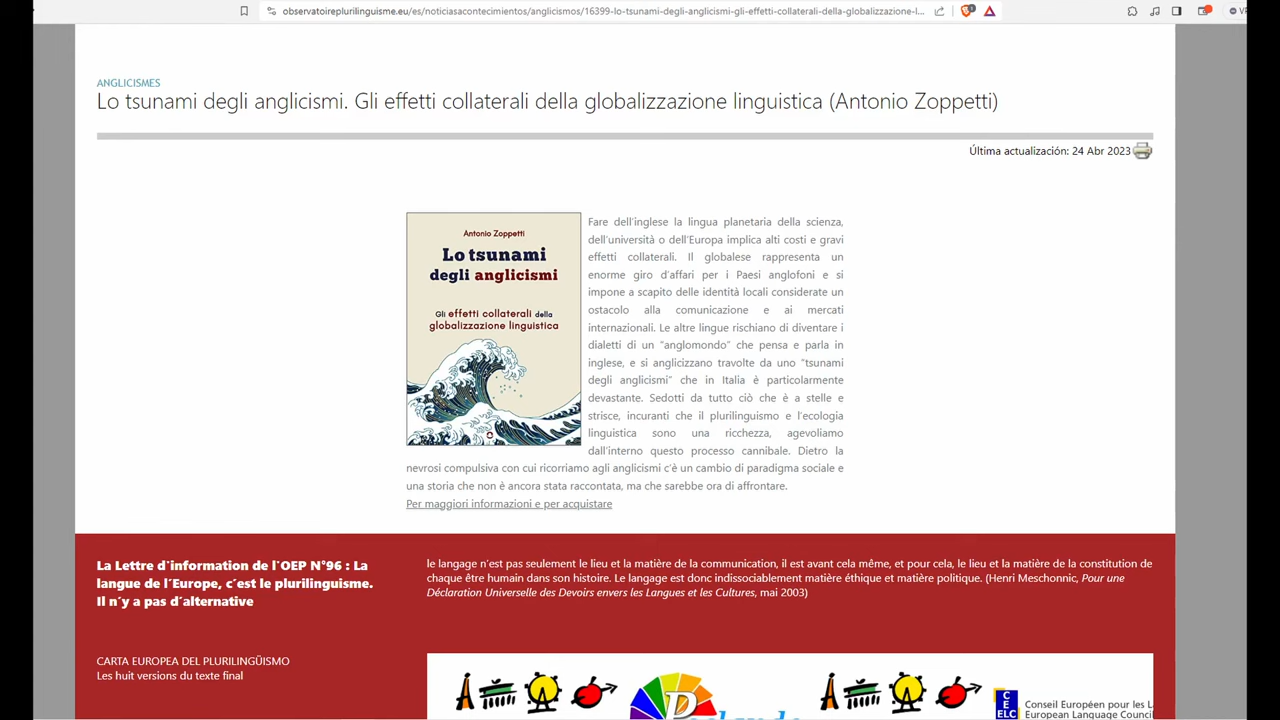 observatoireplurilinguisme.eu/es/noticiasacontecimientos/anglicismos/16399-lo-tsunami-degli-anglicismi-gli-effetti-collaterali-della-globalizzazione-l...
ANGLICISMES
Lo tsunami degli anglicismi. Gli effetti collaterali della globalizzazione linguistica (Antonio Zoppetti)
Última actualización: 24 Abr 2023
Antonio Zoppetti
Lo tsunami
degli anglicismi
Gli effetti collaterali della
globalizzazione linguistica
Fare dell'inglese la lingua planetaria della scienza,
dell'università o dell'Europa implica alti costi e gravi
effetti collaterali. Il globalese rappresenta un
enorme giro d'affari per i Paesi anglofoni e si
impone a scapito delle identità locali considerate un
ostacolo alla comunicazione e ai mercati
internazionali. Le altre lingue rischiano di diventare i
dialetti di un "anglomondo" che pensa e parla in
inglese, e si anglicizzano travolte da uno "tsunami
degli anglicismi" che in Italia è particolarmente
devastante. Sedotti da tutto ciò che è a stelle e
strisce, incuranti che il plurilinguismo e l'ecologia
linguistica sono una ricchezza, agevoliamo
dall'interno questo processo cannibale. Dietro la
nevrosi compulsiva con cui ricorriamo agli anglicismi c'è un cambio di paradigma sociale e
una storia che non è ancora stata raccontata, ma che sarebbe ora di affrontare.
Per maggiori informazioni e per acquistare
La Lettre d'information de l'OEP N°96 : La
langue de l'Europe, c'est le plurilinguisme.
Il n'y a pas d'alternative
le langage n'est pas seulement le lieu et la matière de la communication, il est avant cela même, et pour cela, le lieu et la matière de la constitution de
chaque être humain dans son histoire. Le langage est donc indissociablement matière éthique et matière politique. (Henri Meschonnic, Pour une
Déclaration Universelle des Devoirs envers les Langues et les Cultures, mai 2003)
CARTA EUROPEA DEL PLURILINGÜISMO
Les huit versions du texte final
CE
ELC
Conseil Européen pour les L
European Language Council